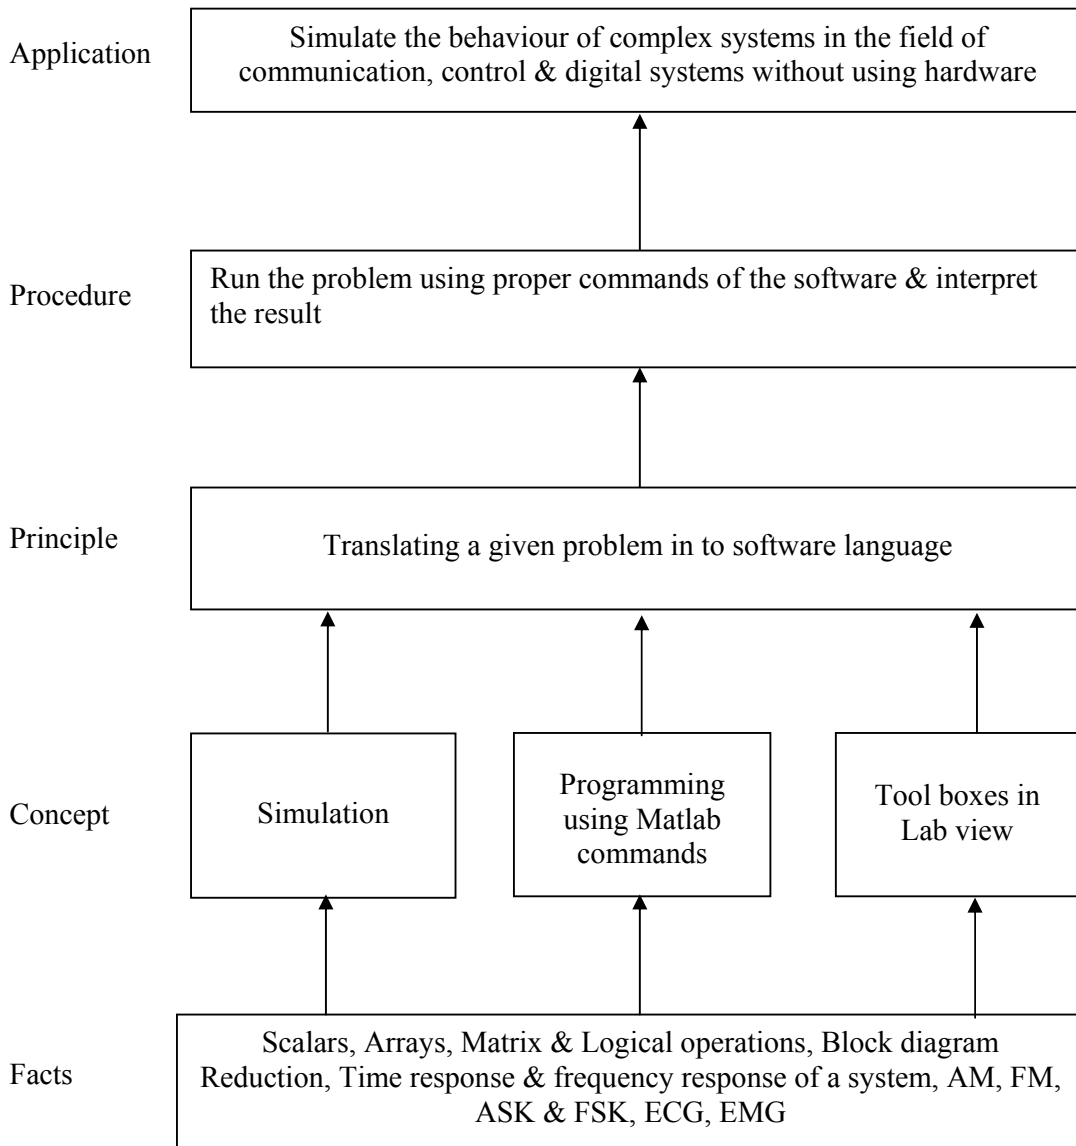 Application
Simulate the behaviour of complex systems in the field of
communication, control & digital systems without using hardware
Procedure
Run the problem using proper commands of the software & interpret
the result
Principle
Translating a given problem in to software language
Concept
Simulation
Programming
using Matlab
commands
Tool boxes in
Lab view
Facts
Scalars, Arrays, Matrix & Logical operations, Block diagram
Reduction, Time response & frequency response of a system, AM, FM,
ASK & FSK, ECG, EMG